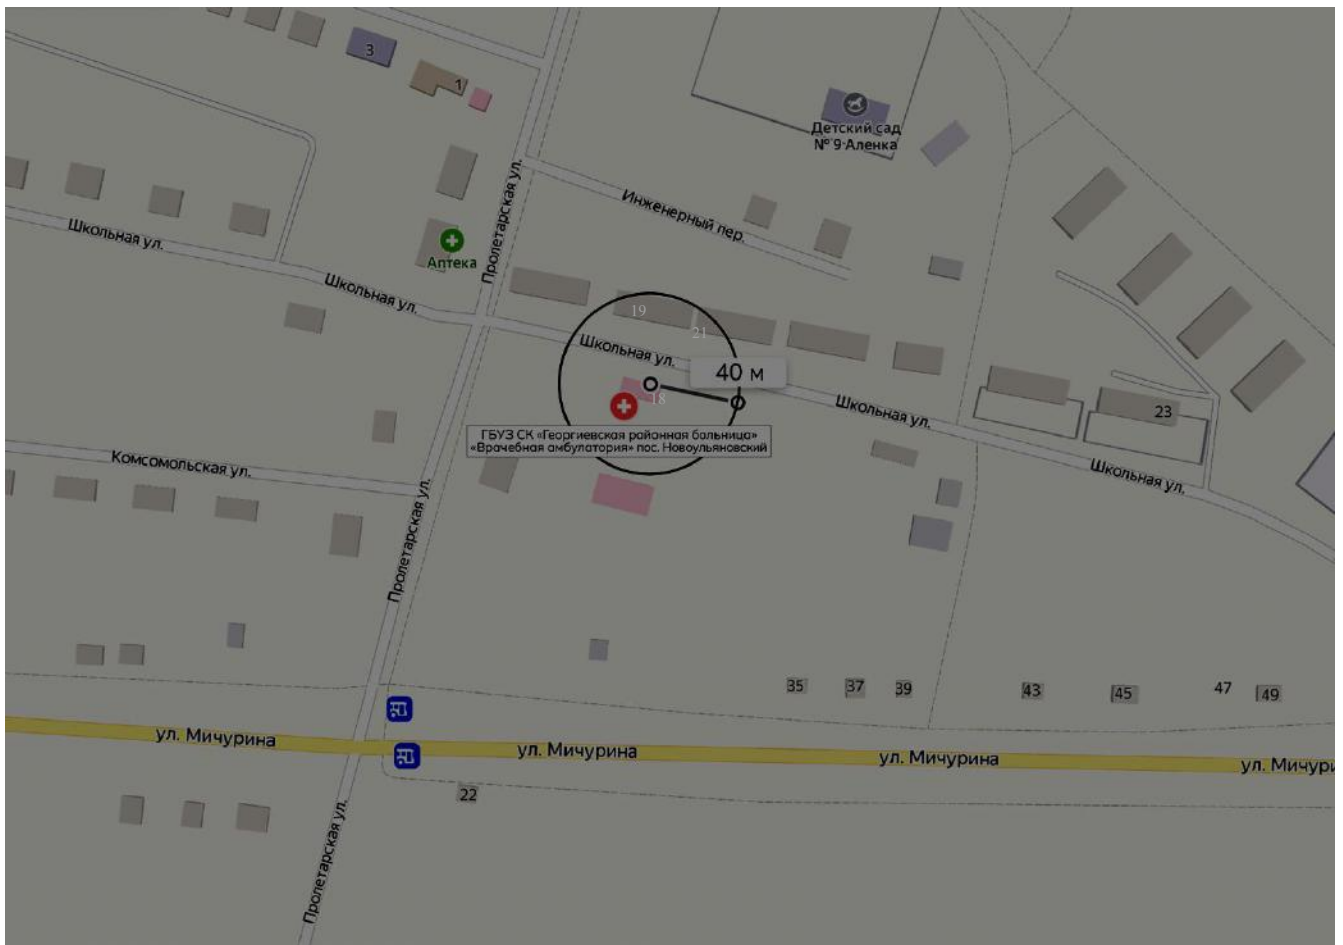 3
1
Детский сад
№ 9 Аленка
Пролетарская ул.
Инженерный пер.
Школьная ул.
Аптека
Школьная ул.
19
21
Школьная ул.
40 м
18
Школьная ул.
23
ГБУЗ СК «Георгиевская районная больница»
«Врачебная амбулатория» пос. Новоульяновский
Комсомольская ул.
Школьная ул.
Пролетарская ул.
35
37
39
43
45
47
49
ул. Мичурина
ул. Мичурина
ул. Мичурина
ул. Мичури
22
Пролетарская ул.